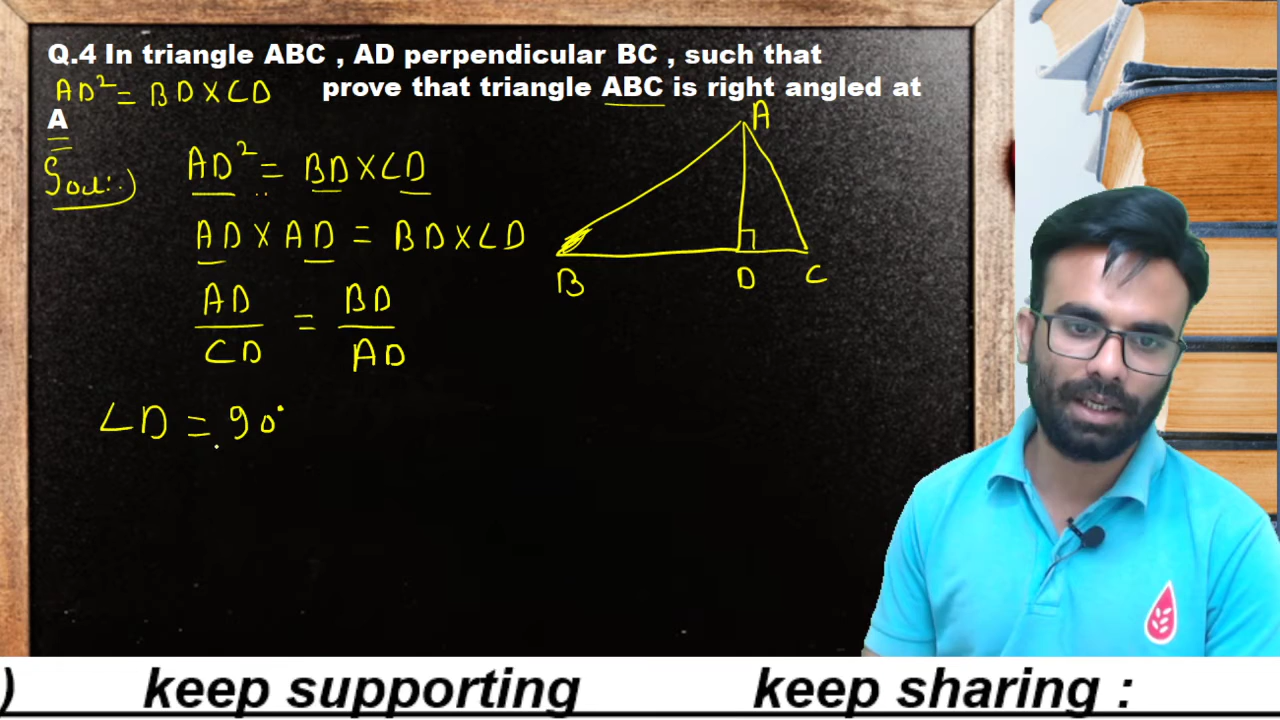 Q.4 In triangle ABC , AD perpendicular BC , such that
AD² = BD × CD prove that triangle ABC is right angled at
A
Sol:-)
AD² = BD × CD
AD × AD = BD × CD
AD BD
— = —
CD AD
∠D = 90°
A
B D C
) keep supporting keep sharing :